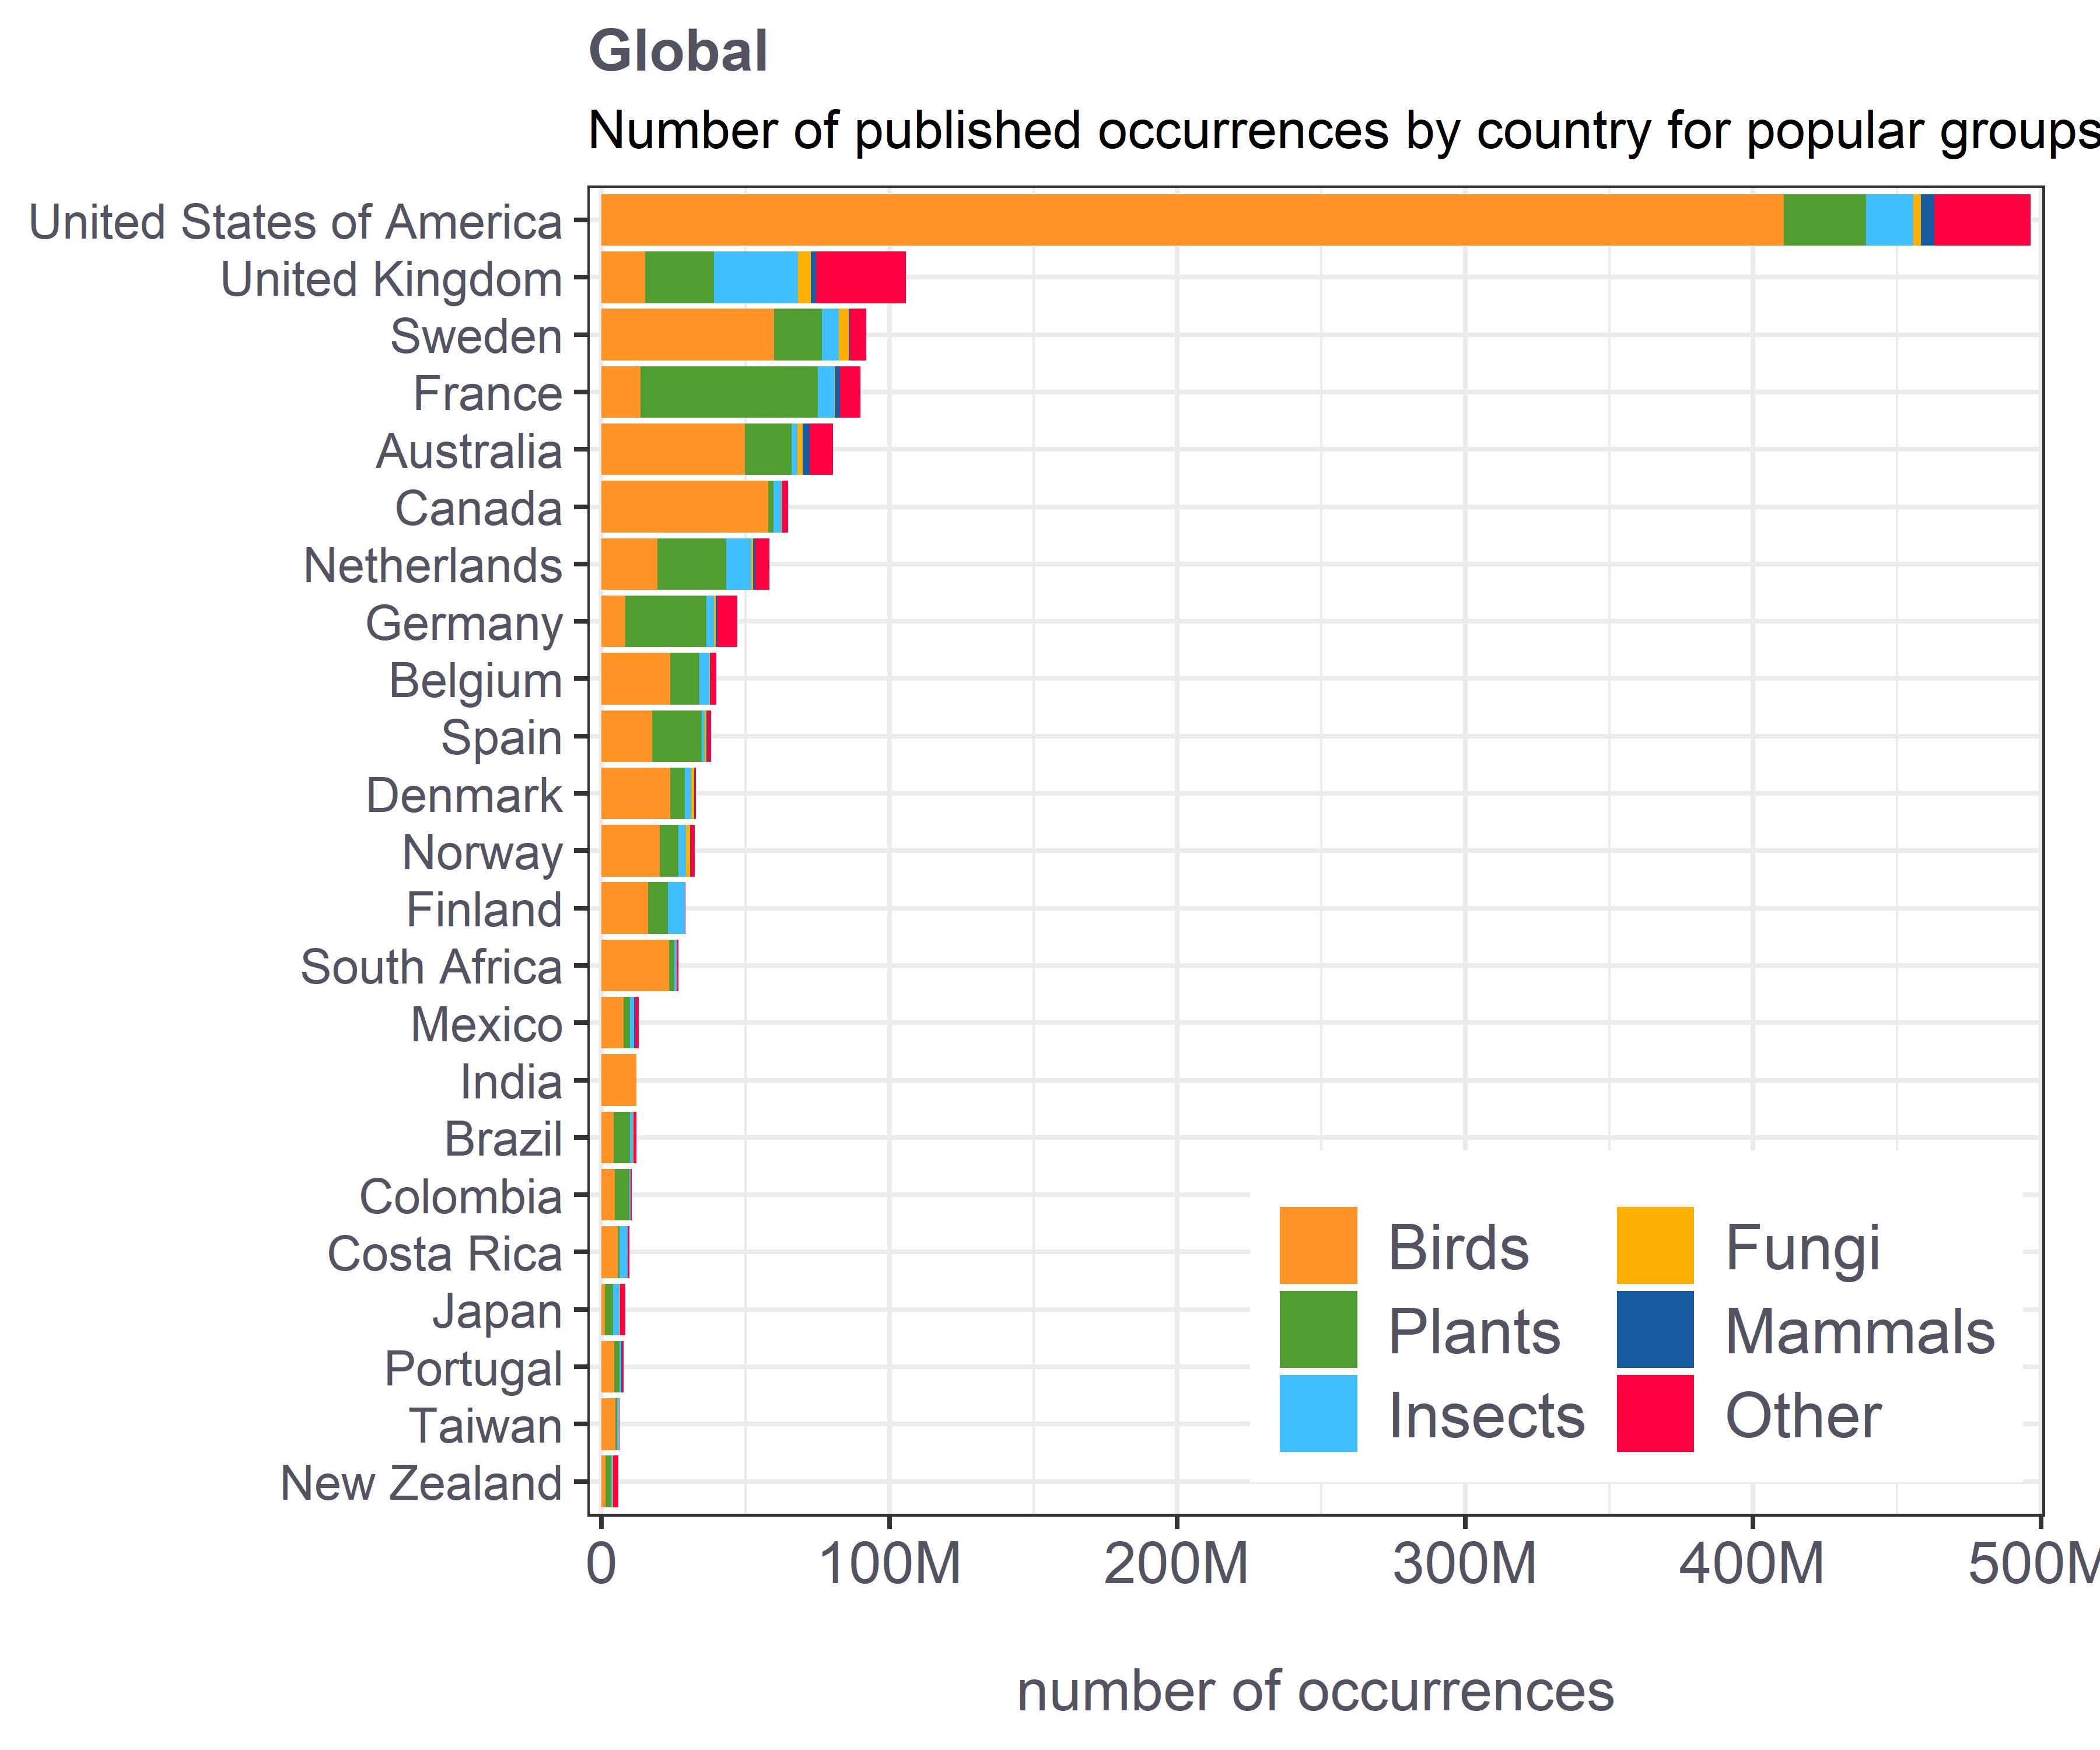 Global
Number of published occurrences by country for popular groups
United States of America
United Kingdom
Sweden
France
Australia
Canada
Netherlands
Germany
Belgium
Spain
Denmark
Norway
Finland
South Africa
Mexico
India
Brazil
Colombia
Costa Rica
Japan
Portugal
Taiwan
New Zealand
Birds Fungi
Plants Mammals
Insects Other
0 100M 200M 300M 400M 500M
number of occurrences